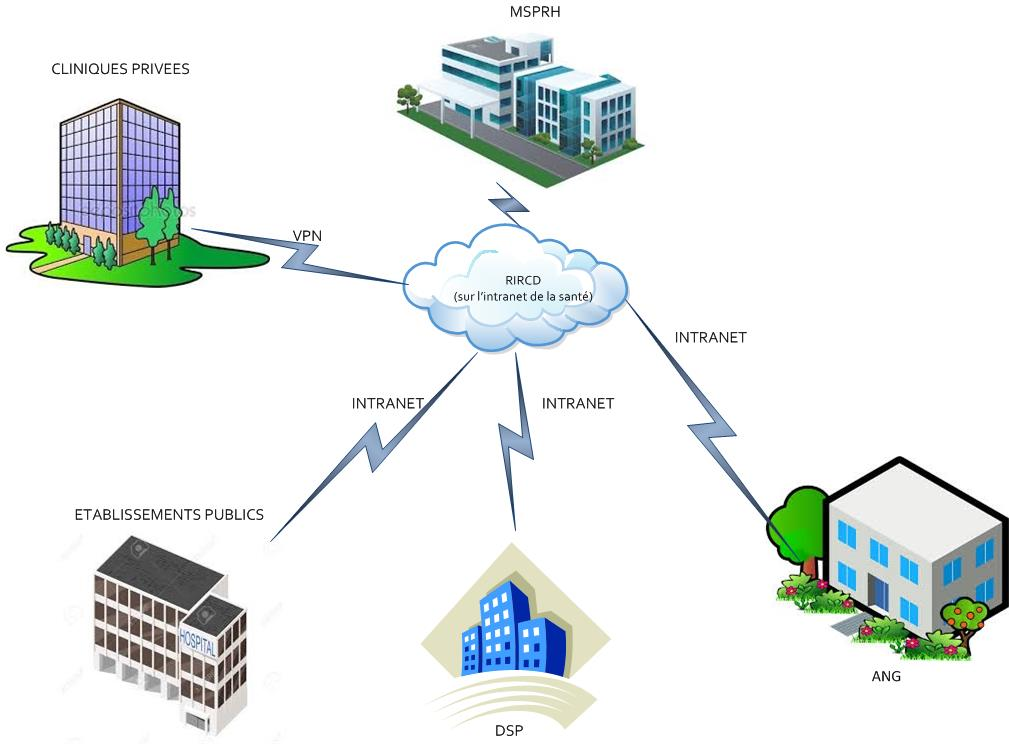 MSPRH
CLINIQUES PRIVEES
VPN
RIRCD
(sur l'intranet de la santé)
INTRANET
INTRANET
INTRANET
ETABLISSEMENTS PUBLICS
HOSPITAL
ANG
DSP